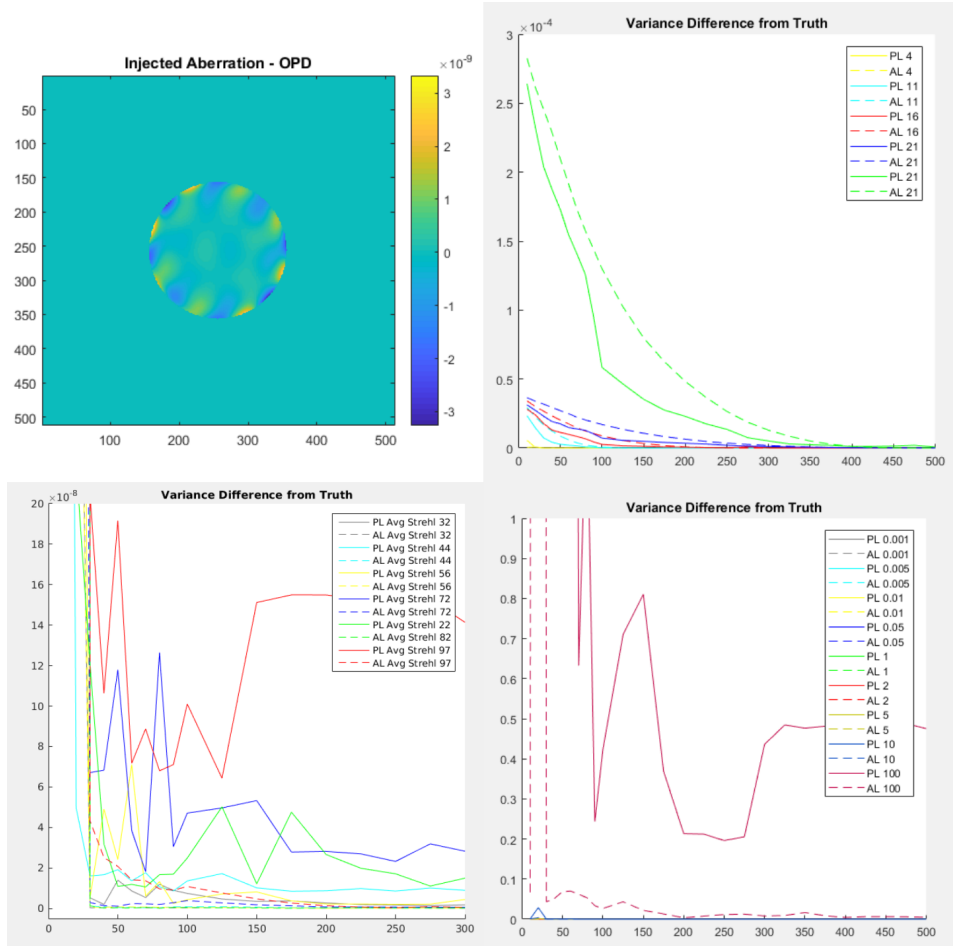 Injected Aberration - OPD
×10⁻⁹
50
100
150
200
250
300
350
400
450
500
100
200
300
400
500
3
2
1
0
-1
-2
-3
Variance Difference from Truth
×10⁻⁴
3
2.5
2
1.5
1
0.5
0
0
50
100
150
200
250
300
350
400
450
500
PL 4
AL 4
PL 11
AL 11
PL 16
AL 16
PL 21
AL 21
PL 21
AL 21
Variance Difference from Truth
×10⁻⁸
20
18
16
14
12
10
8
6
4
2
0
0
50
100
150
200
250
300
PL Avg Strehl 32
AL Avg Strehl 32
PL Avg Strehl 44
AL Avg Strehl 44
PL Avg Strehl 56
AL Avg Strehl 56
PL Avg Strehl 72
AL Avg Strehl 72
PL Avg Strehl 22
AL Avg Strehl 82
PL Avg Strehl 97
AL Avg Strehl 97
Variance Difference from Truth
1
0.9
0.8
0.7
0.6
0.5
0.4
0.3
0.2
0.1
0
0
50
100
150
200
250
300
350
400
450
500
PL 0.001
AL 0.001
PL 0.005
AL 0.005
PL 0.01
AL 0.01
PL 0.05
AL 0.05
PL 1
AL 1
PL 2
AL 2
PL 5
AL 5
PL 10
AL 10
PL 100
AL 100